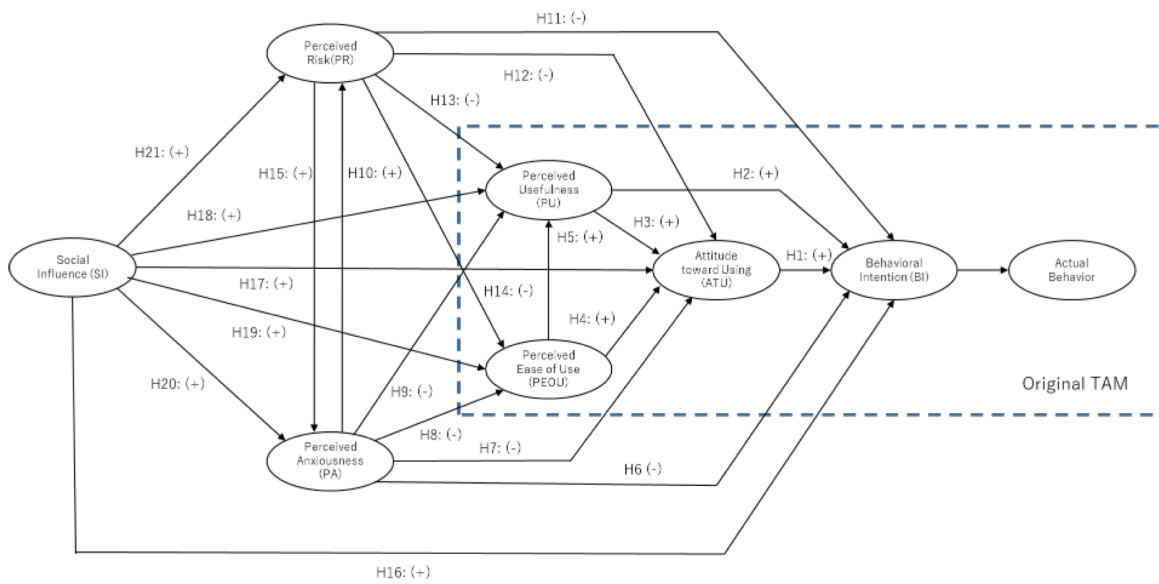 H11: (-)
Perceived
Risk(PR)
H12: (-)
H13: (-)
H21: (+)
H15: (+)
H10: (+)
Perceived
Usefulness
(PU)
H2: (+)
H18: (+)
H3: (+)
H5: (+)
Social
Influence (SI)
Attitude
toward Using
(ATU)
H1: (+)
Behavioral
Intention (BI)
Actual
Behavior
H17: (+)
H14: (-)
H4: (+)
H19: (+)
Perceived
Ease of Use
(PEOU)
H20: (+)
H9: (-)
Original TAM
H8: (-)
H7: (-)
Perceived
Anxiousness
(PA)
H6 (-)
H16: (+)